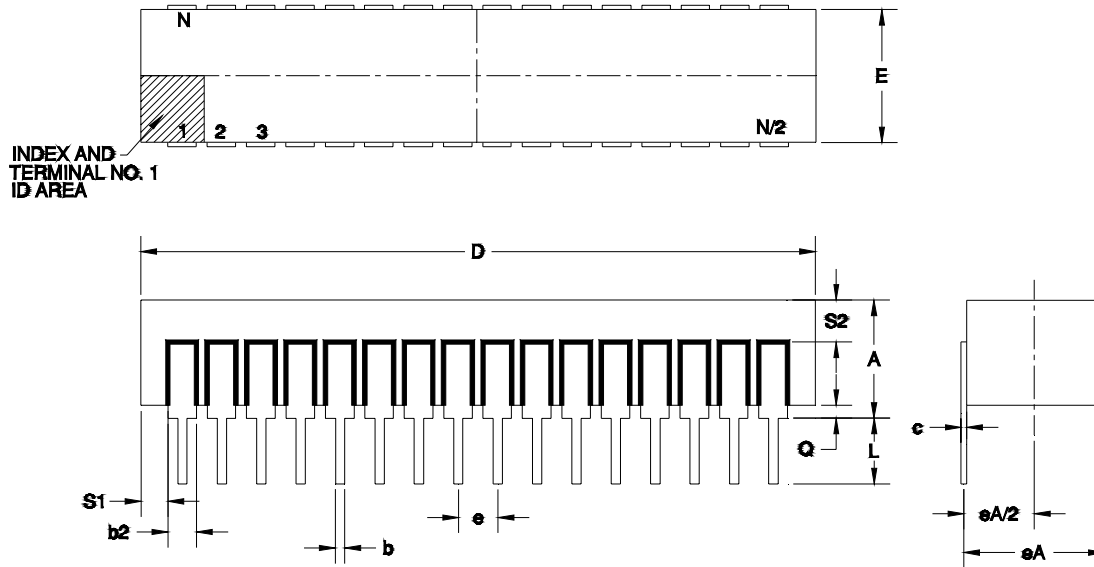 N
E
1 2 3 N/2
INDEX AND
TERMINAL NO. 1
ID AREA
D
S2
A
Q
L
c
S1
b2
e
b
eA/2
eA